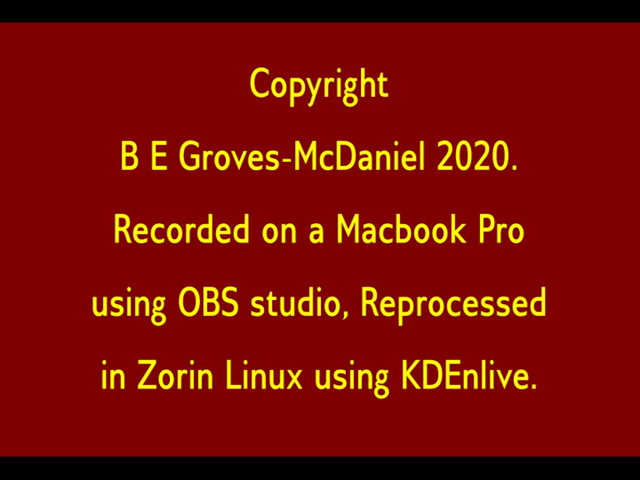 Copyright
B E Groves-McDaniel 2020.
Recorded on a Macbook Pro
using OBS studio, Reprocessed
in Zorin Linux using KDEnlive.